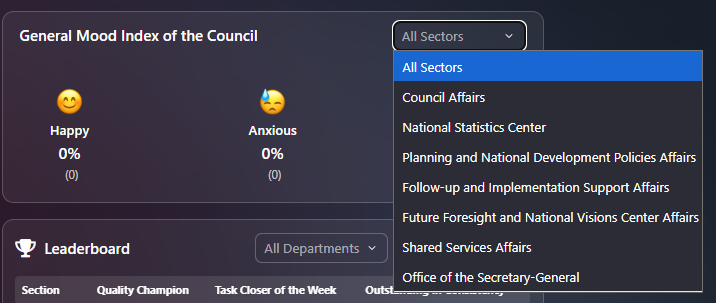 General Mood Index of the Council
All Sectors
All Sectors
Council Affairs
National Statistics Center
Planning and National Development Policies Affairs
Follow-up and Implementation Support Affairs
Future Foresight and National Visions Center Affairs
Shared Services Affairs
Office of the Secretary-General
Happy
0%
(0)
Anxious
0%
(0)
Leaderboard
All Departments
Section
Quality Champion
Task Closer of the Week